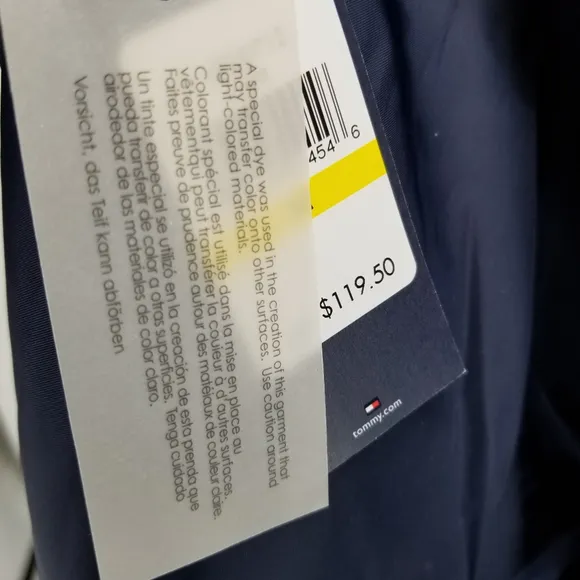 A special dye was used in the creation of this garment that
may transfer color onto other surfaces. Use caution around
light-colored materials.
Colorant spécial est utilisé dans la mise en place au
vêtementqui peut transférer la couleur à d'autres surfaces.
Faites preuve de prudence autour des matéiaux de couleur claire.
Un tinte especial se utilizó en la creación de esta prenda que
pueda transferir de color a otras superficies. Tenga cuidado
alrededor de los materiales de color claro.
Vorsicht, das Teif kann abförben
454 6
$119.50
tommy.com